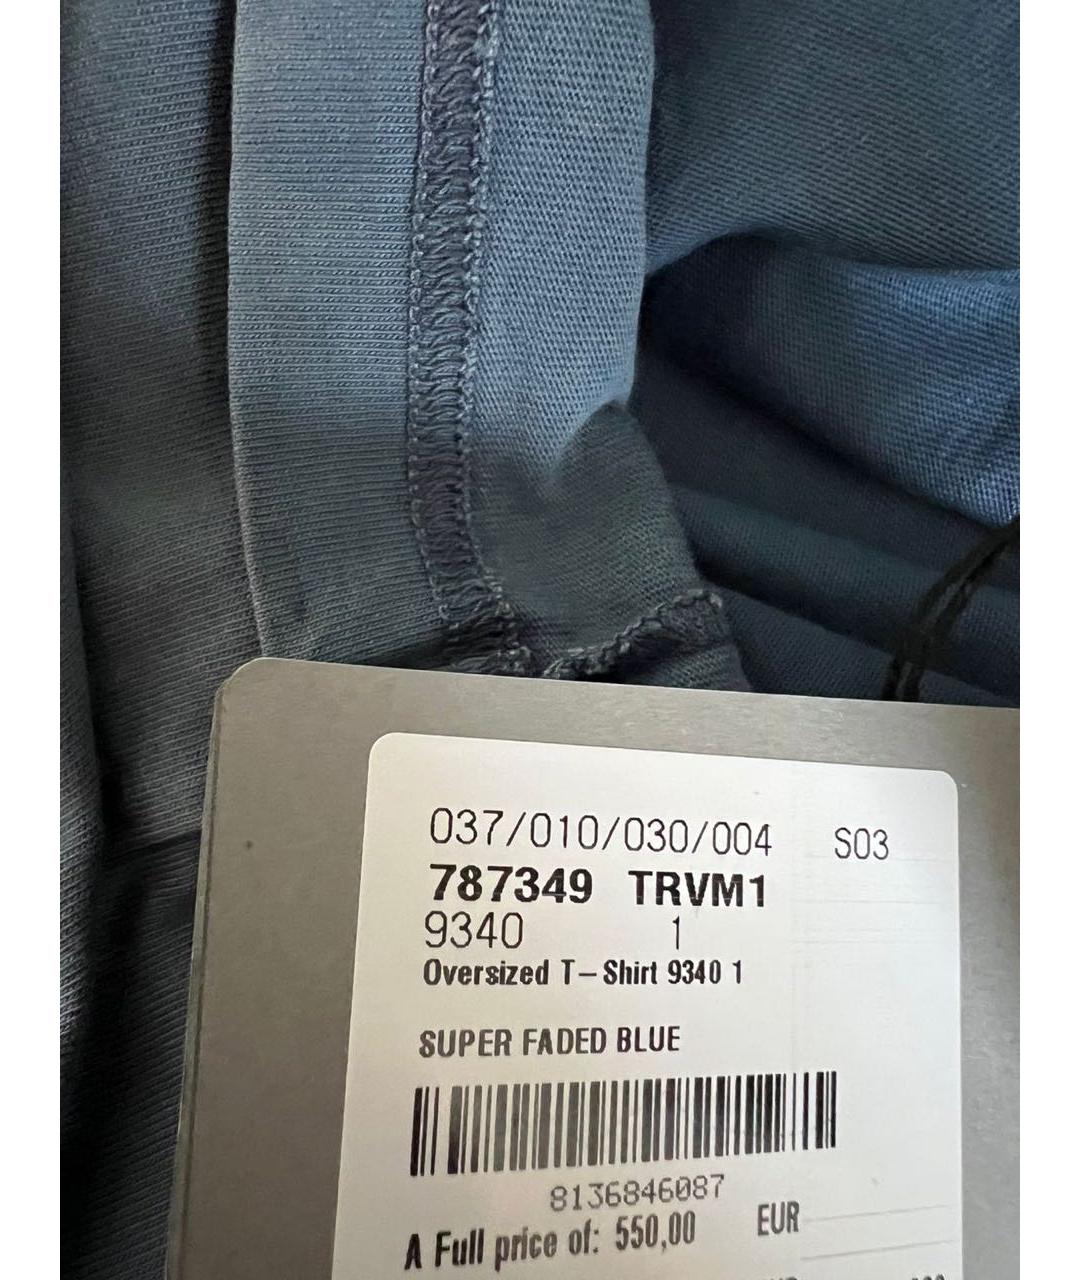 037/010/030/004 S03
787349 TRVM1
9340 1
Oversized T-Shirt 9340 1
SUPER FADED BLUE
8136846087
A Full price of: 550,00 EUR